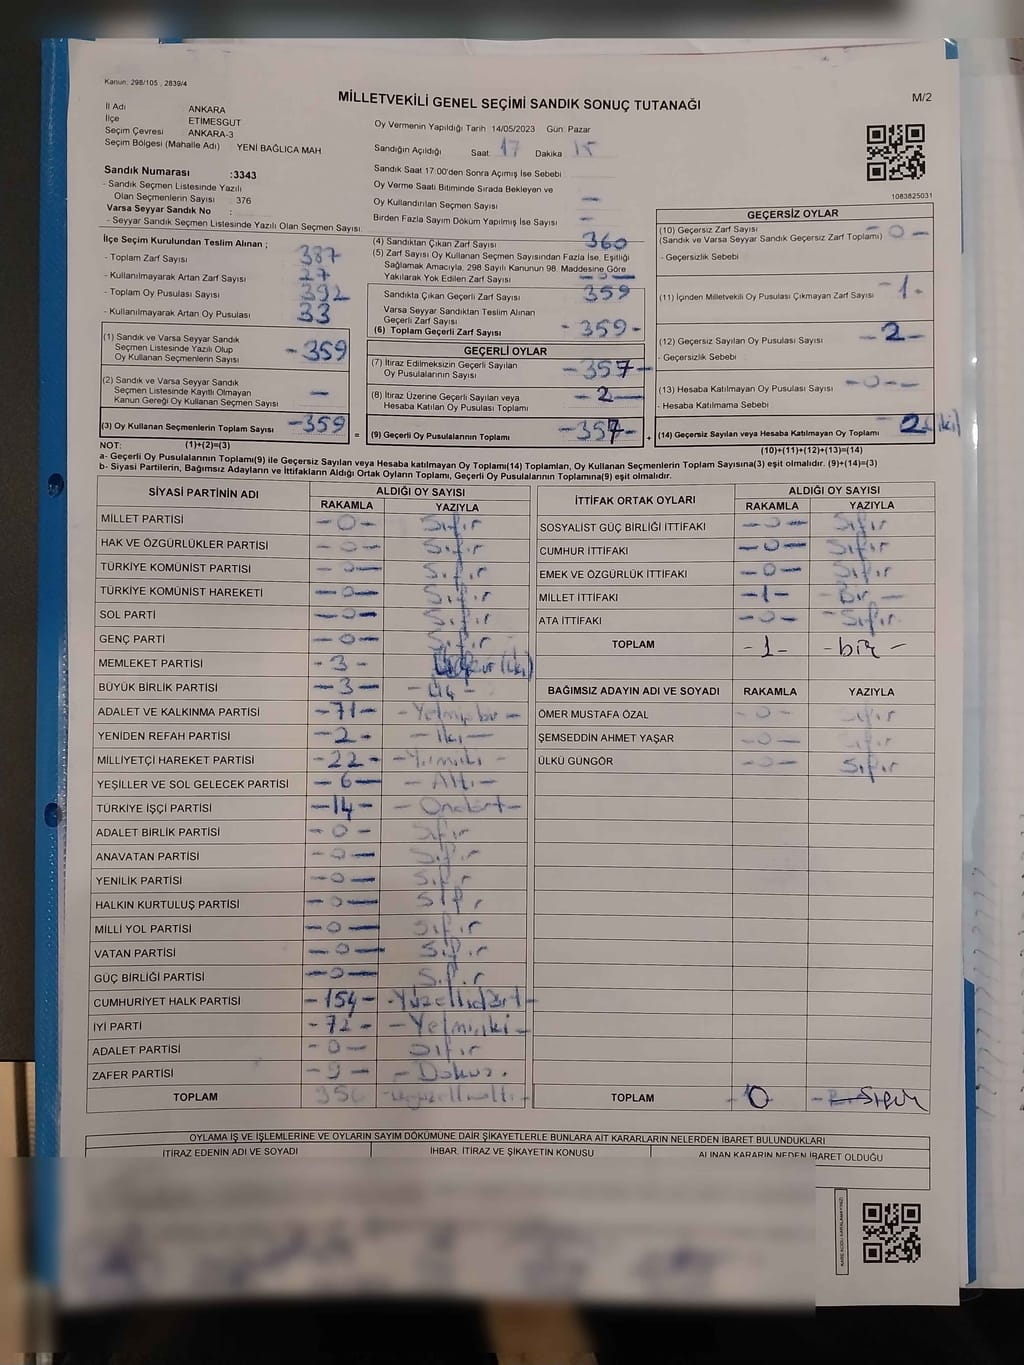 Kanun: 298/105 , 2839/4
MİLLETVEKİLİ GENEL SEÇİMİ SANDIK SONUÇ TUTANAĞI
M/2
İl Adı ANKARA
İlçe ETİMESGUT
Seçim Çevresi ANKARA-3
Seçim Bölgesi (Mahalle Adı) YENİ BAĞLICA MAH
Sandık Numarası :3343
- Sandık Seçmen Listesinde Yazılı
Olan Seçmenlerin Sayısı : 376
Varsa Seyyar Sandık No :
- Seyyar Sandık Seçmen Listesinde Yazılı Olan Seçmen Sayısı:
İlçe Seçim Kurulundan Teslim Alınan ;
- Toplam Zarf Sayısı 387
- Kullanılmayarak Artan Zarf Sayısı 27
- Toplam Oy Pusulası Sayısı 392
- Kullanılmayarak Artan Oy Pusulası 33
(1) Sandık ve Varsa Seyyar Sandık
Seçmen Listesinde Yazılı Olup
Oy Kullanan Seçmenlerin Sayısı -359
(2) Sandık ve Varsa Seyyar Sandık
Seçmen Listesinde Kayıtlı Olmayan
Kanun Gereği Oy Kullanan Seçmen Sayısı —
(3) Oy Kullanan Seçmenlerin Toplam Sayısı -359 =
Oy Vermenin Yapıldığı Tarih 14/05/2023 Gün: Pazar
Sandığın Açıldığı Saat: 17 Dakika 15
Sandık Saat 17:00'den Sonra Açımış İse Sebebi
Oy Verme Saati Bitiminde Sırada Bekleyen ve
Oy Kullandırılan Seçmen Sayısı —
Birden Fazla Sayım Döküm Yapılmış İse Sayısı –
(4) Sandıktan Çıkan Zarf Sayısı 360
(5) Zarf Sayısı Oy Kullanan Seçmen Sayısından Fazla İse, Eşitliği
Sağlamak Amacıyla, 298 Sayılı Kanunun 98. Maddesine Göre
Yakılarak Yok Edilen Zarf Sayısı
Sandıkta Çıkan Geçerli Zarf Sayısı 359
Varsa Seyyar Sandıktan Teslim Alınan
Geçerli Zarf Sayısı
(6) Toplam Geçerli Zarf Sayısı -359-
GEÇERLİ OYLAR
(7) İtiraz Edilmeksizin Geçerli Sayılan
Oy Pusulalarının Sayısı -357-
(8) İtiraz Üzerine Geçerli Sayılan veya
Hesaba Katılan Oy Pusulası Toplamı -2-
(9) Geçerli Oy Pusulalarının Toplamı -357- +
1083825031
GEÇERSİZ OYLAR
(10) Geçersiz Zarf Sayısı
(Sandık ve Varsa Seyyar Sandık Geçersiz Zarf Toplamı) -0-
- Geçersizlik Sebebi
(11) İçinden Milletvekili Oy Pusulası Çıkmayan Zarf Sayısı -1-
(12) Geçersiz Sayılan Oy Pusulası Sayısı -2-
- Geçersizlik Sebebi
(13) Hesaba Katılmayan Oy Pusulası Sayısı -0-
- Hesaba Katılmama Sebebi
(14) Geçersiz Sayılan veya Hesaba Katılmayan Oy Toplamı - 2 (iki)
NOT: (1)+(2)=(3)
(10)+(11)+(12)+(13)=(14)
a- Geçerli Oy Pusulalarının Toplamı(9) ile Geçersiz Sayılan veya Hesaba katılmayan Oy Toplamı(14) Toplamları, Oy Kullanan Seçmenlerin Toplam Sayısına(3) eşit olmalıdır. (9)+(14)=(3)
b- Siyasi Partilerin, Bağımsız Adayların ve İttifakların Aldığı Ortak Oyların Toplamı, Geçerli Oy Pusulalarının Toplamına(9) eşit olmalıdır.
SİYASİ PARTİNİN ADI ALDIĞI OY SAYISI
RAKAMLA YAZIYLA
MİLLET PARTİSİ -0- Sıfır
HAK VE ÖZGÜRLÜKLER PARTİSİ -0- Sıfır
TÜRKİYE KOMÜNİST PARTİSİ -0- Sıfır
TÜRKİYE KOMÜNİST HAREKETİ -0- Sıfır
SOL PARTİ -0- Sıfır
GENÇ PARTİ -0- Sıfır
MEMLEKET PARTİSİ -3-
BÜYÜK BİRLİK PARTİSİ -3- -Üç-
ADALET VE KALKINMA PARTİSİ -71- -Yetmişbir-
YENİDEN REFAH PARTİSİ -2- -İki-
MİLLİYETÇİ HAREKET PARTİSİ -22- -Yirmiiki-
YEŞİLLER VE SOL GELECEK PARTİSİ -6- -Altı-
TÜRKİYE İŞÇİ PARTİSİ -14- -Ondört-
ADALET BİRLİK PARTİSİ -0- Sıfır
ANAVATAN PARTİSİ -0- Sıfır
YENİLİK PARTİSİ -0- Sıfır
HALKIN KURTULUŞ PARTİSİ -0- Sıfır
MİLLİ YOL PARTİSİ -0- Sıfır
VATAN PARTİSİ -0- Sıfır
GÜÇ BİRLİĞİ PARTİSİ -0- Sıfır
CUMHURİYET HALK PARTİSİ -154- -Yüzellidört-
İYİ PARTİ -72- -Yetmişiki-
ADALET PARTİSİ -0- Sıfır
ZAFER PARTİSİ -9- -Dokuz.
TOPLAM 356 -üçyüzellialtı-
İTTİFAK ORTAK OYLARI ALDIĞI OY SAYISI
RAKAMLA YAZIYLA
SOSYALİST GÜÇ BİRLİĞİ İTTİFAKI -0- Sıfır
CUMHUR İTTİFAKI -0- Sıfır
EMEK VE ÖZGÜRLÜK İTTİFAKI -0- Sıfır
MİLLET İTTİFAKI -1- -Bir-
ATA İTTİFAKI -0- -Sıfır
TOPLAM -1- -bir-
BAĞIMSIZ ADAYIN ADI VE SOYADI RAKAMLA YAZIYLA
ÖMER MUSTAFA ÖZAL -0- Sıfır
ŞEMSEDDİN AHMET YAŞAR -0- Sıfır
ÜLKÜ GÜNGÖR -0- Sıfır
TOPLAM 0 Sıfır
OYLAMA İŞ VE İŞLEMLERİNE VE OYLARIN SAYIM DÖKÜMÜNE DAİR ŞİKAYETLERLE BUNLARA AİT KARARLARIN NELERDEN İBARET BULUNDUKLARI
İTİRAZ EDENİN ADI VE SOYADI İHBAR, İTİRAZ VE ŞİKAYETİN KONUSU ALINAN KARARIN NEDEN İBARET OLDUĞU